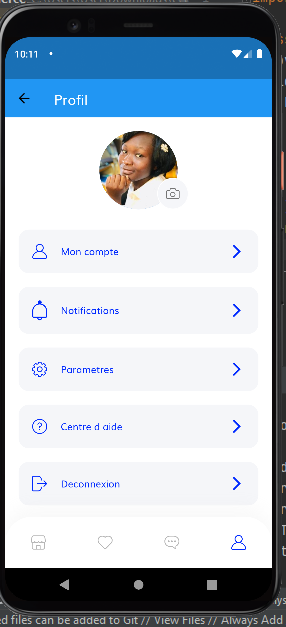 10:11
Profil
Mon compte
Notifications
Parametres
Centre d aide
Deconnexion
ed files can be added to Git // View Files // Always Add